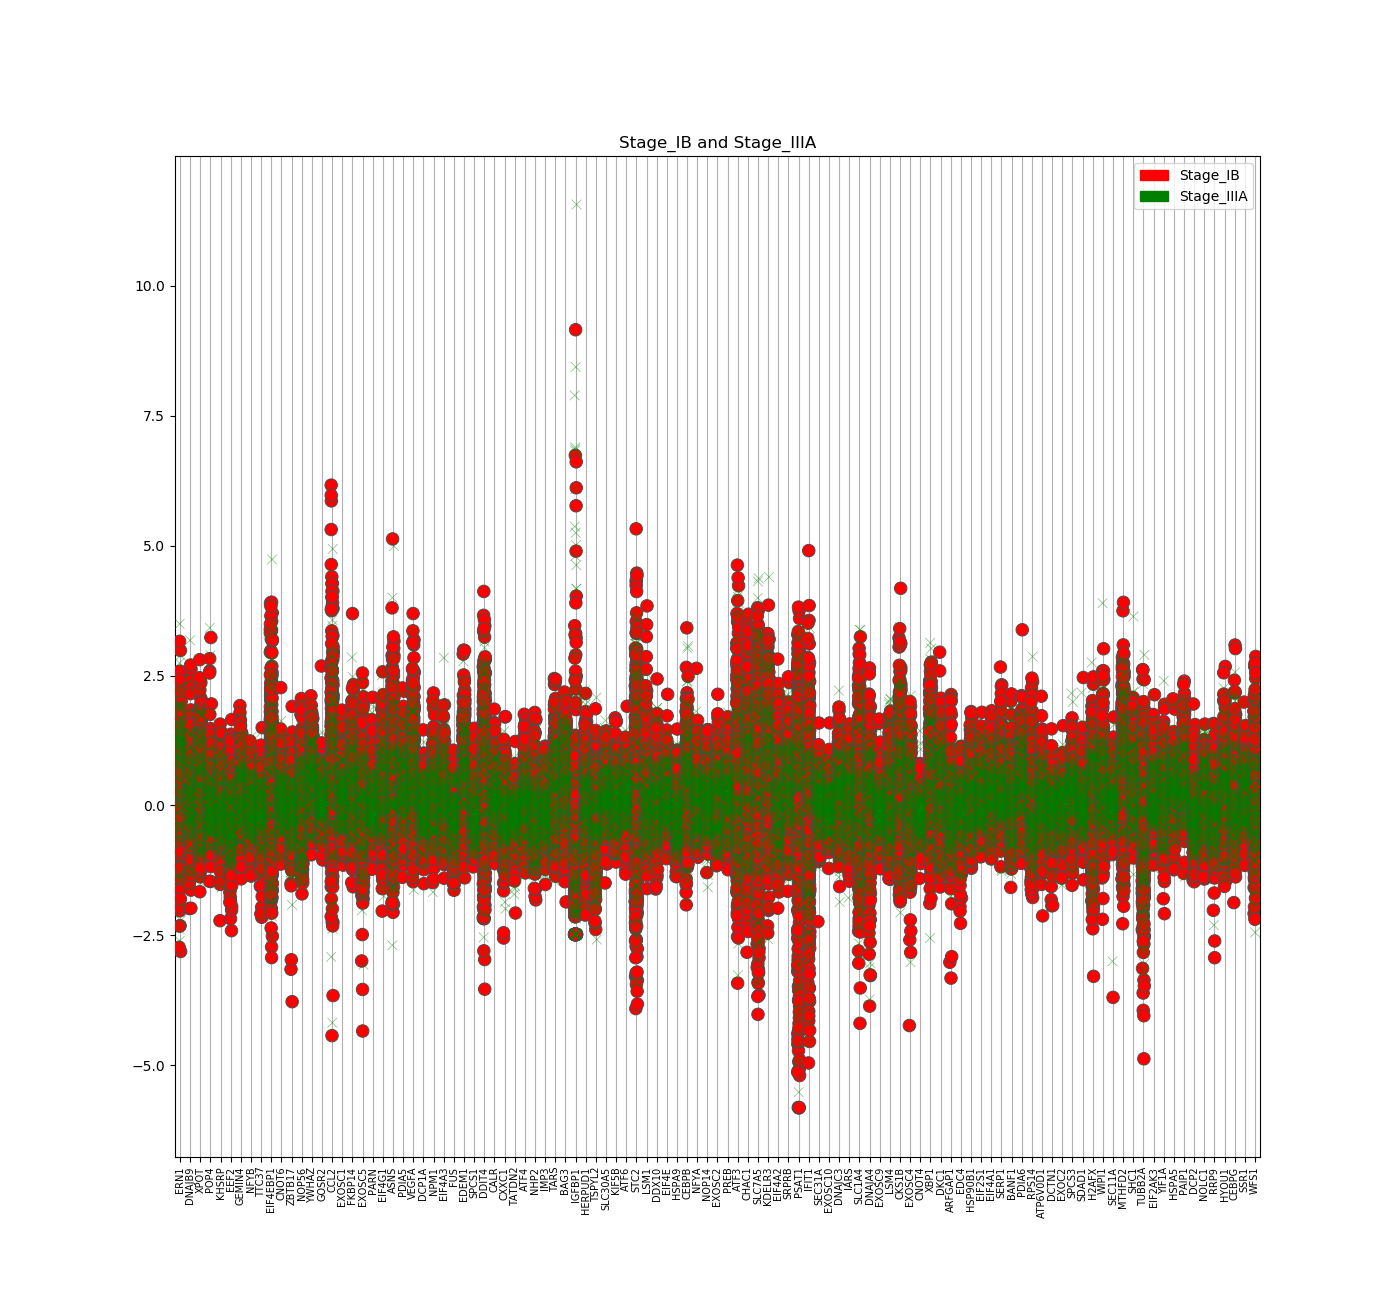 Stage_IB and Stage_IIIA
Stage_IB
Stage_IIIA
10.0
7.5
5.0
2.5
0.0
−2.5
−5.0
ERN1
DNAJB9
XPOT
POP4
KHSRP
EEF2
GEMIN4
NFYB
TTC37
EIF4EBP1
CNOT6
ZBTB17
NOP56
YWHAZ
GOSR2
CCL2
EXOSC1
FKBP14
EXOSC5
PARN
EIF4G1
ASNS
PDIA5
VEGFA
DCP1A
NPM1
EIF4A3
FUS
EDEM1
SPCS1
DDIT4
CALR
CXXC1
TATDN2
ATF4
NHP2
IMP3
TARS
BAG3
IGFBP1
HERPUD1
TSPYL2
SLC30A5
KIF5B
ATF6
STC2
LSM1
DDX10
EIF4E
HSPA9
CEBPB
NFYA
NOP14
EXOSC2
PREB
ATF3
CHAC1
SLC7A5
KDELR3
EIF4A2
SRPRB
PSAT1
IFIT1
SEC31A
EXOSC10
DNAJC3
IARS
SLC1A4
DNAJA4
EXOSC9
LSM4
CKS1B
EXOSC4
CNOT4
XBP1
DKC1
ARFGAP1
EDC4
HSP90B1
EIF2S1
EIF4A1
SERP1
BANF1
PDIA6
RPS14
ATP6V0D1
DCTN1
EXOC2
SPCS3
SDAD1
H2AFX
WIPI1
SEC11A
MTHFD2
SHC1
TUBB2A
EIF2AK3
YIF1A
HSPA5
PAIP1
DCP2
NOLC1
RRP9
HYOU1
CEBPG
SSR1
WFS1